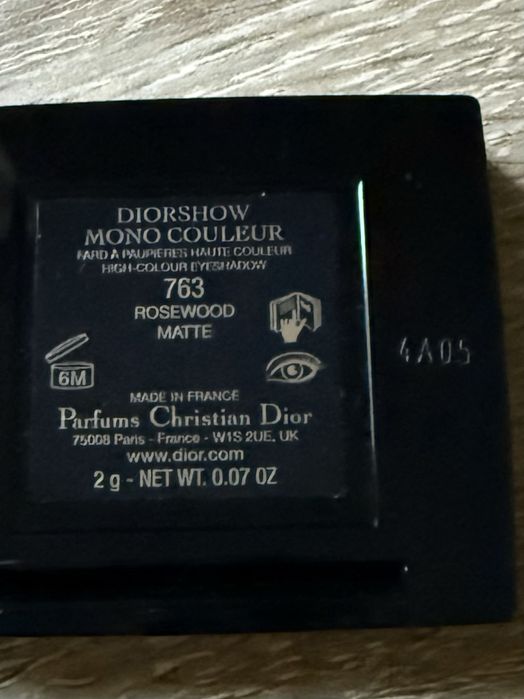 DIORSHOW
MONO COULEUR
FARD À PAUPIÈRES HAUTE COULEUR
HIGH-COLOUR EYESHADOW
763
ROSEWOOD
MATTE
4A05
6M
MADE IN FRANCE
Parfums Christian Dior
75008 Paris - France - W1S 2UE. UK
www.dior.com
2 g - NET WT. 0.07 OZ